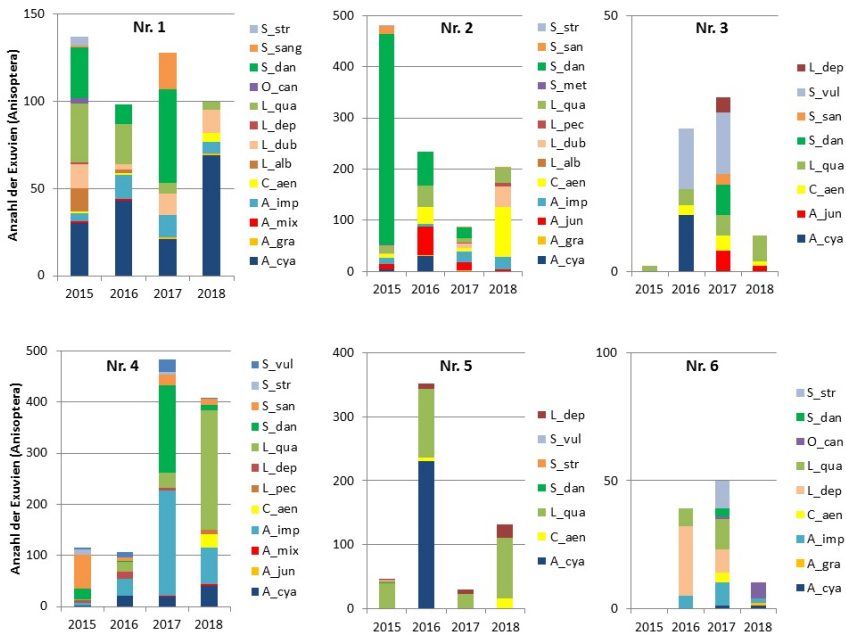 Anzahl der Exuvien (Anisoptera)
Nr. 1
150
100
50
0
2015 2016 2017 2018
S_str
S_sang
S_dan
O_can
L_qua
L_dep
L_dub
L_alb
C_aen
A_imp
A_mix
A_gra
A_cya
Nr. 2
500
400
300
200
100
0
2015 2016 2017 2018
S_str
S_san
S_dan
S_met
L_qua
L_pec
L_dub
L_alb
C_aen
A_imp
A_jun
A_gra
A_cya
Nr. 3
50
0
2015 2016 2017 2018
L_dep
S_vul
S_san
S_dan
L_qua
C_aen
A_jun
A_cya
Anzahl der Exuvien (Anisoptera)
Nr. 4
500
400
300
200
100
0
2015 2016 2017 2018
S_vul
S_str
S_san
S_dan
L_qua
L_dep
L_pec
C_aen
A_imp
A_mix
A_jun
A_cya
Nr. 5
400
300
200
100
0
2015 2016 2017 2018
L_dep
S_vul
S_str
S_dan
L_qua
C_aen
A_cya
Nr. 6
100
50
0
2015 2016 2017 2018
S_str
S_dan
O_can
L_qua
L_dep
C_aen
A_imp
A_gra
A_cya